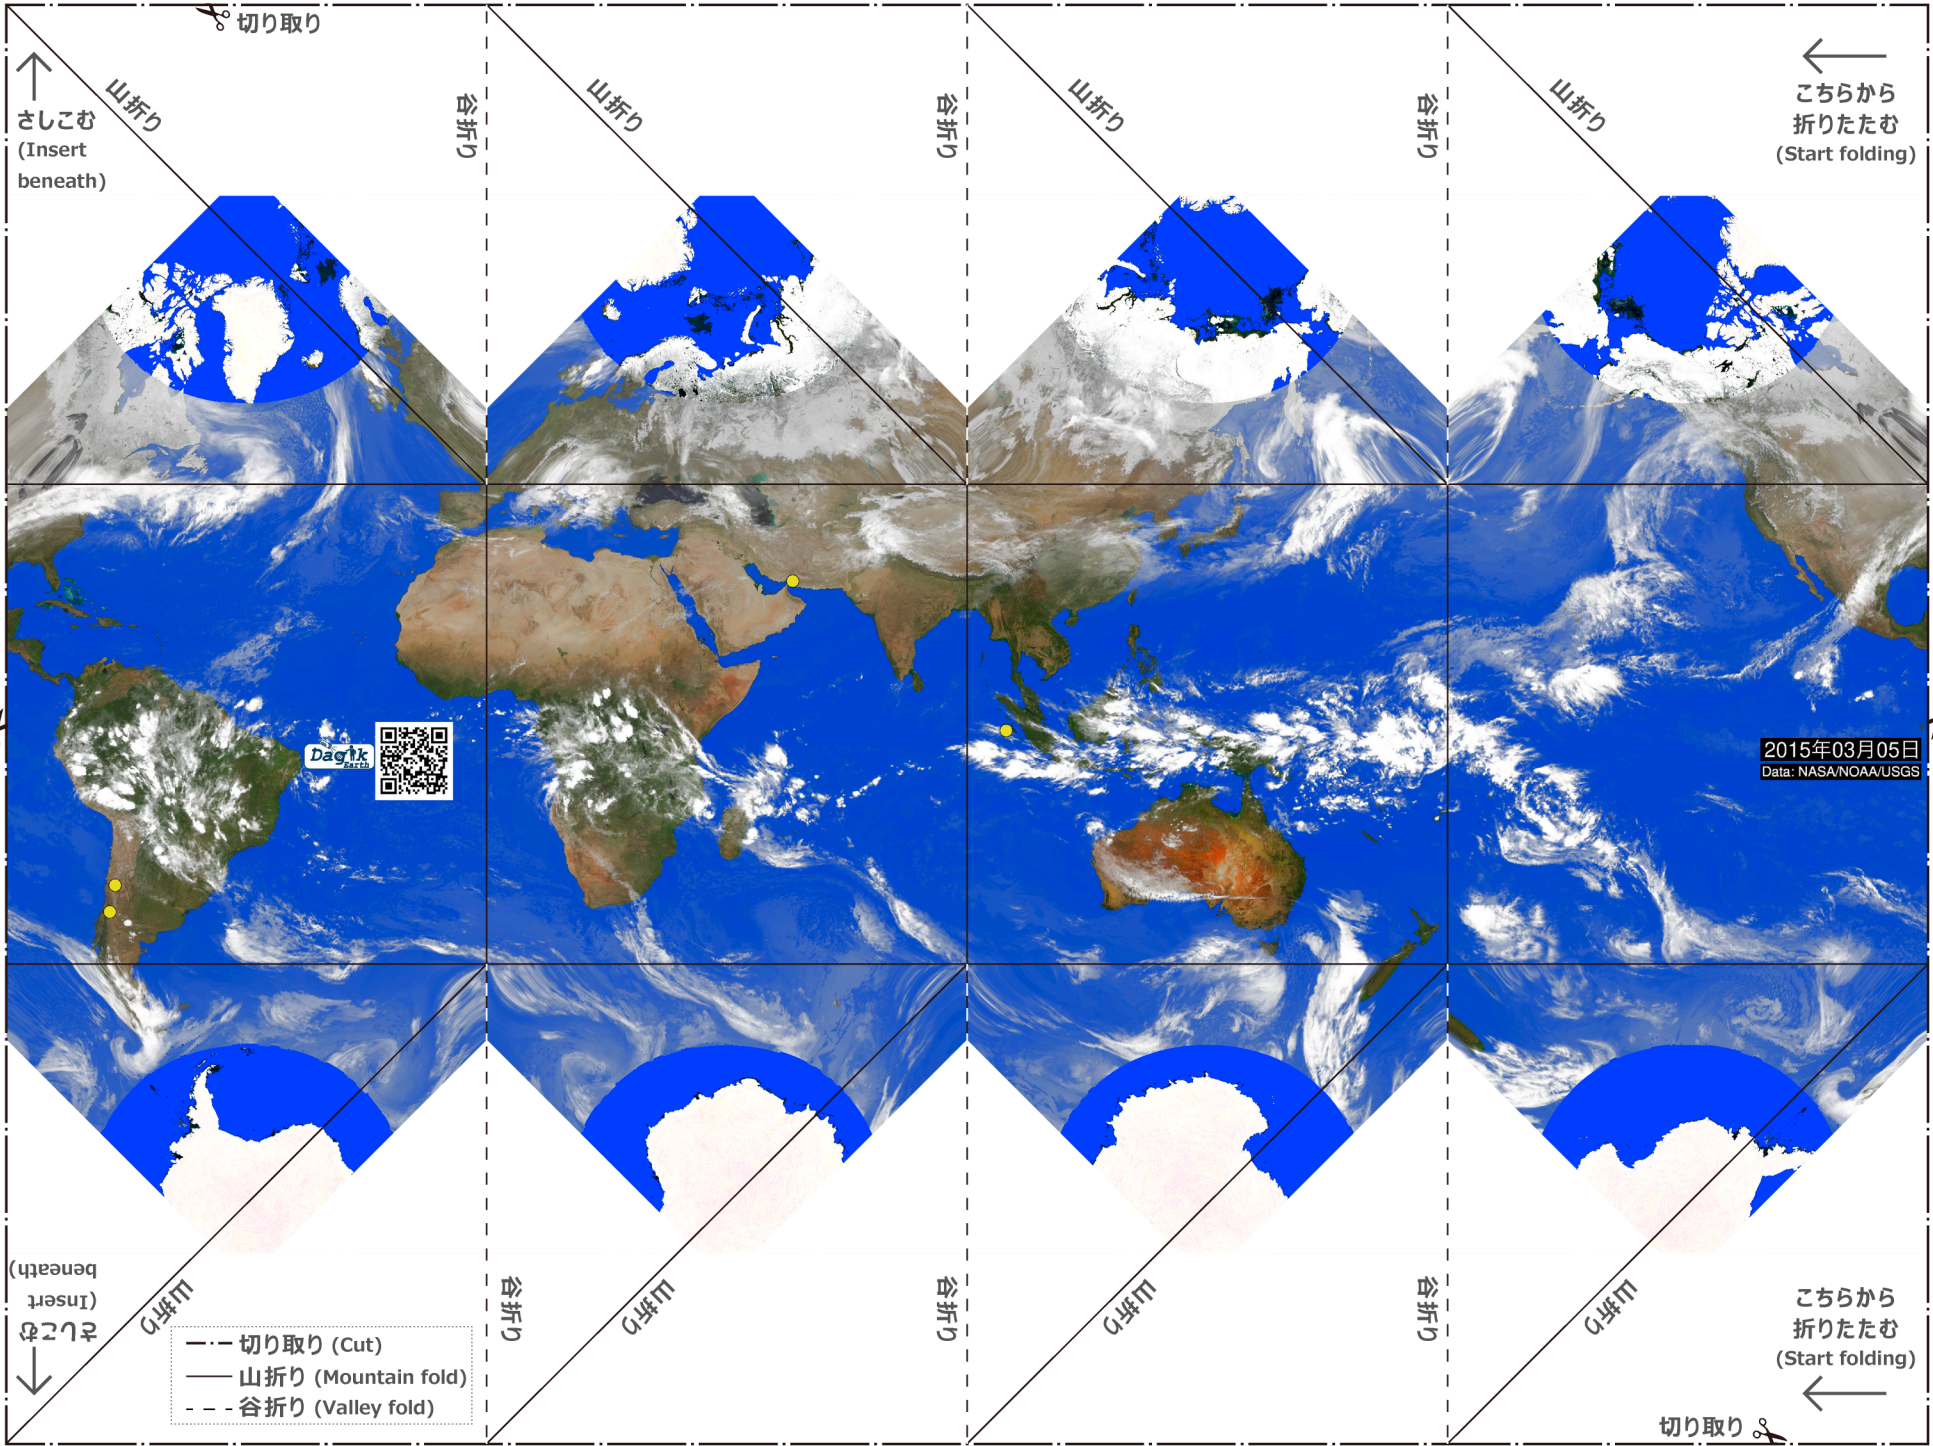 切り取り
山折り
谷折り
山折り
谷折り
山折り
谷折り
山折り
さしこむ
(Insert
beneath)
こちらから
折りたたむ
(Start folding)
Dagik
Earth
2015年03月05日
Data: NASA/NOAA/USGS
さしこむ
(Insert
beneath)
山折り
谷折り
山折り
谷折り
山折り
谷折り
山折り
切り取り (Cut)
山折り (Mountain fold)
谷折り (Valley fold)
こちらから
折りたたむ
(Start folding)
切り取り